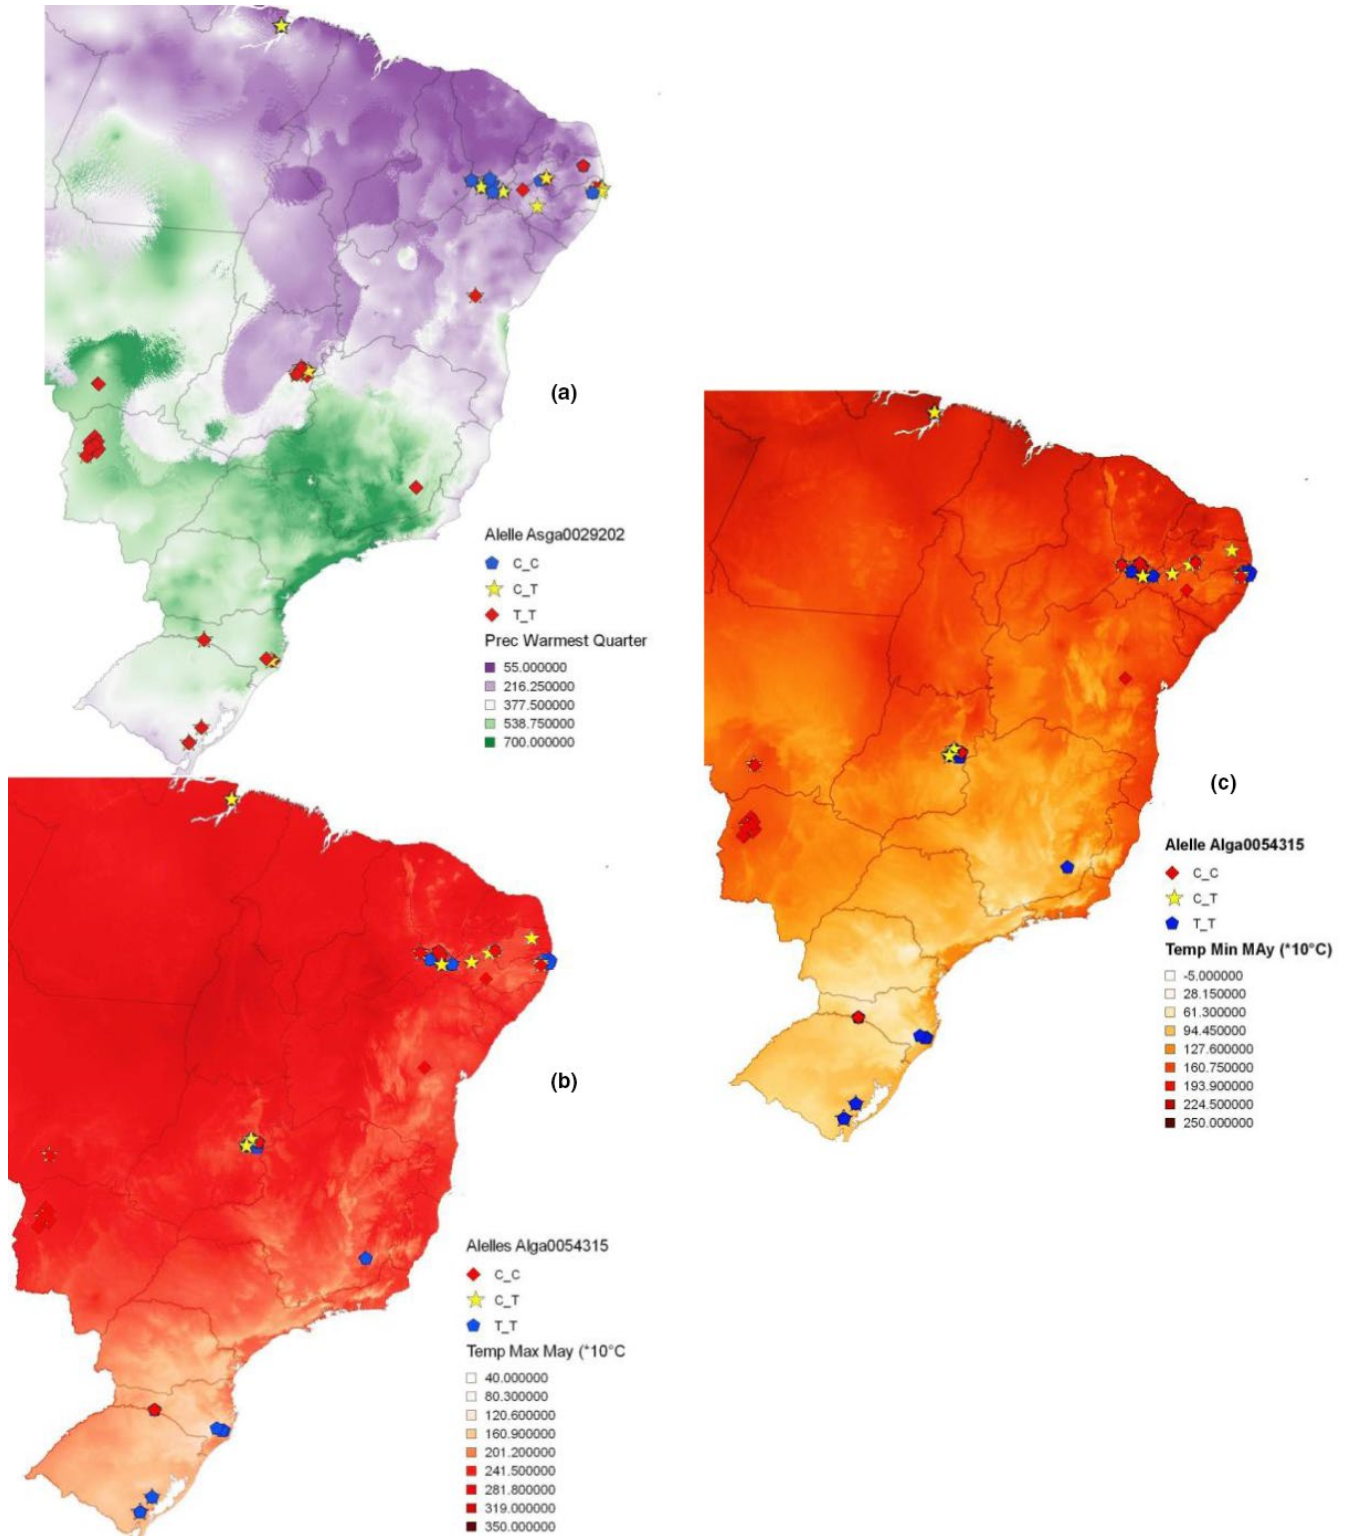 (a)
Alelle Asga0029202
C_C
C_T
T_T
Prec Warmest Quarter
55.000000
216.250000
377.500000
538.750000
700.000000
(c)
Alelle Alga0054315
C_C
C_T
T_T
Temp Min MAy (*10°C)
-5.000000
28.150000
61.300000
94.450000
127.600000
160.750000
193.900000
224.500000
250.000000
(b)
Alelles Alga0054315
C_C
C_T
T_T
Temp Max May (*10°C
40.000000
80.300000
120.600000
160.900000
201.200000
241.500000
281.800000
319.000000
350.000000